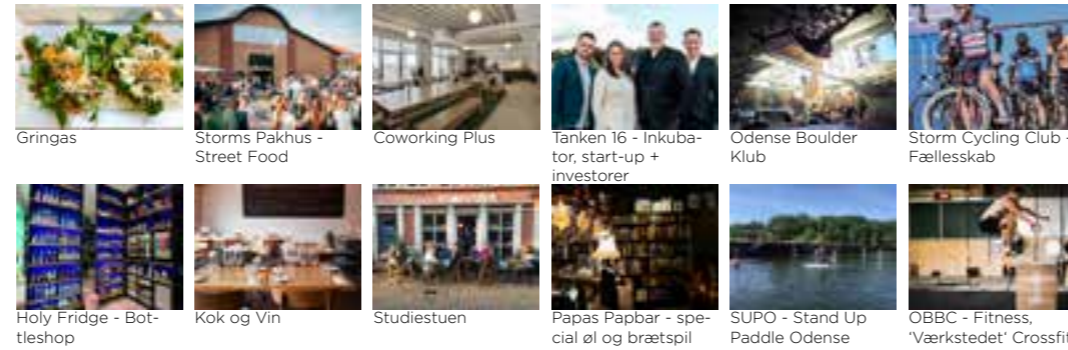 Gringas
Storms Pakhus -
Street Food
Coworking Plus
Tanken 16 - Inkuba-
tor, start-up +
investorer
Odense Boulder
Klub
Storm Cycling Club -
Fællesskab
Holy Fridge - Bot-
tleshop
Kok og Vin
Studiestuen
Papas Papbar - spe-
cial øl og brætspil
SUPO - Stand Up
Paddle Odense
OBBC - Fitness,
‘Værkstedet’ Crossfit